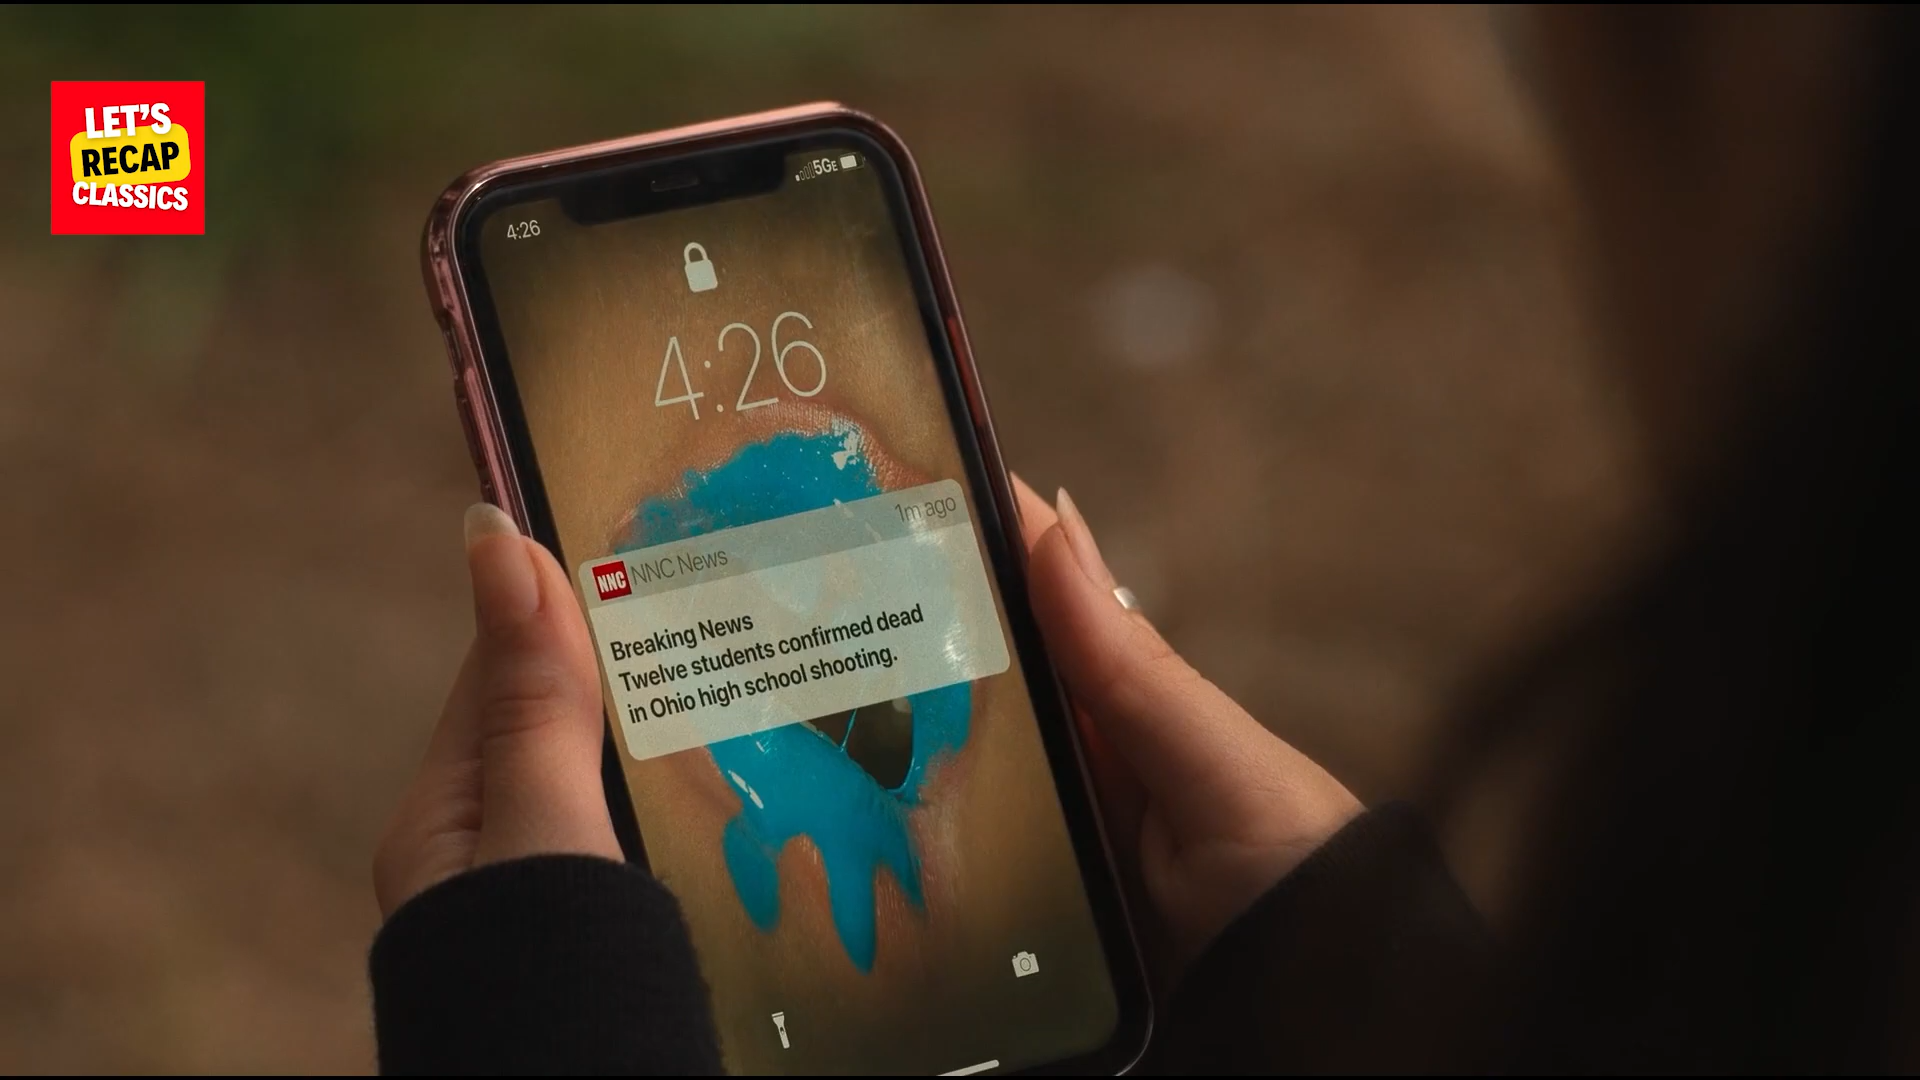 LET'S
RECAP
CLASSICS
5GE
4:26
4:26
1m ago
NNC NNC News
Breaking News
Twelve students confirmed dead
in Ohio high school shooting.